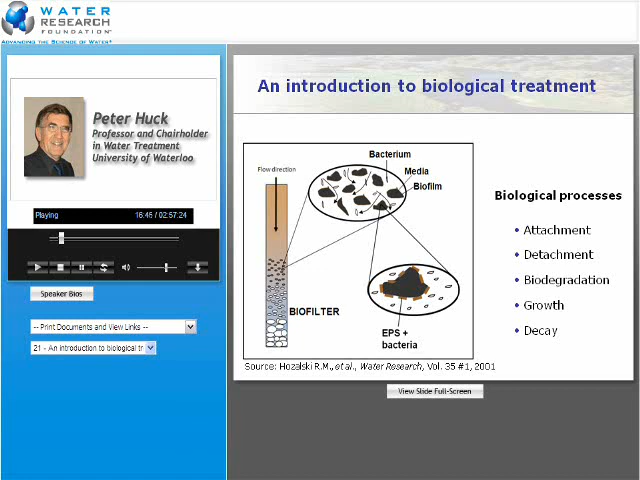 WATER
RESEARCH
FOUNDATION
ADVANCING THE SCIENCE OF WATER®
Peter Huck
Professor and Chairholder
in Water Treatment
University of Waterloo
Playing 16:45 / 02:57:24
Speaker Bios
-- Print Documents and View Links --
21 - An introduction to biological tr
An introduction to biological treatment
Flow direction
Bacterium
Media
Biofilm
BIOFILTER
EPS +
bacteria
Biological processes
• Attachment
• Detachment
• Biodegradation
• Growth
• Decay
Source: Hozalski R.M., et al., Water Research, Vol. 35 #1, 2001
View Slide Full-Screen